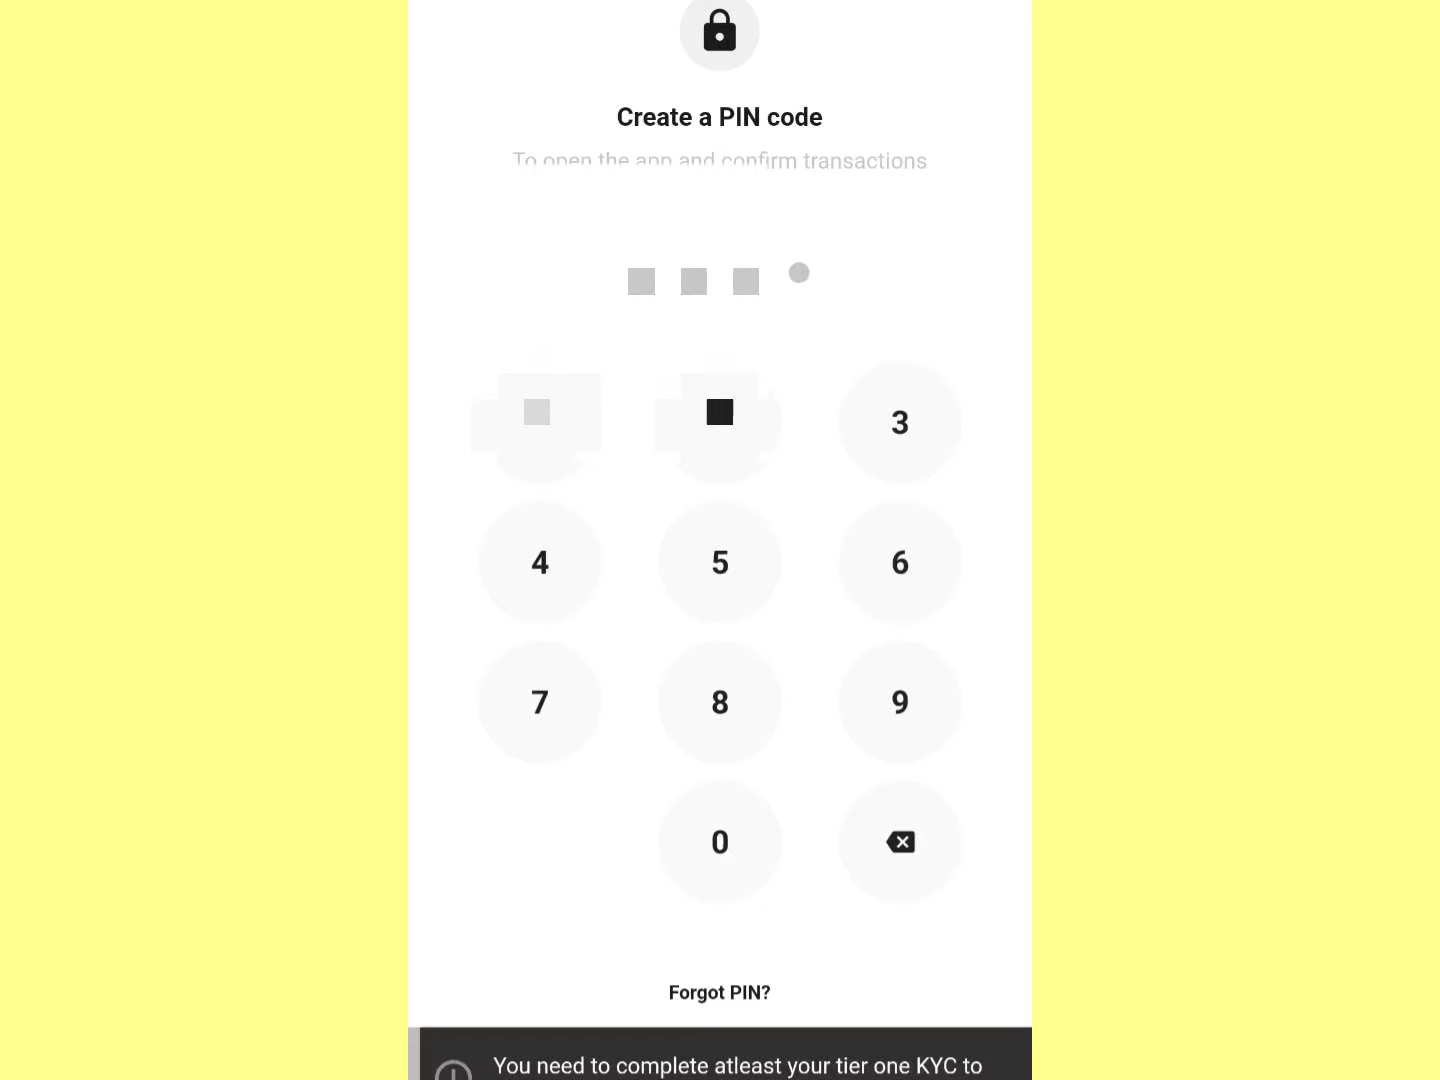 Create a PIN code
To open the app and confirm transactions
3
4 5 6
7 8 9
0
Forgot PIN?
You need to complete atleast your tier one KYC to